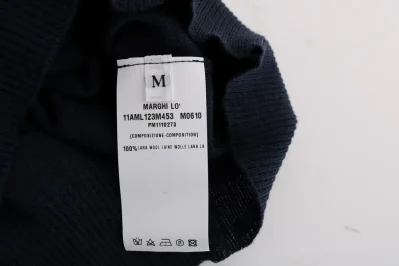 M
MARGHI LO'
11AML123M453 M0610
PM1110273
(COMPOSIZIONE-COMPOSITION)
100% LANA WOOL LAINE WOLLE LANA LA